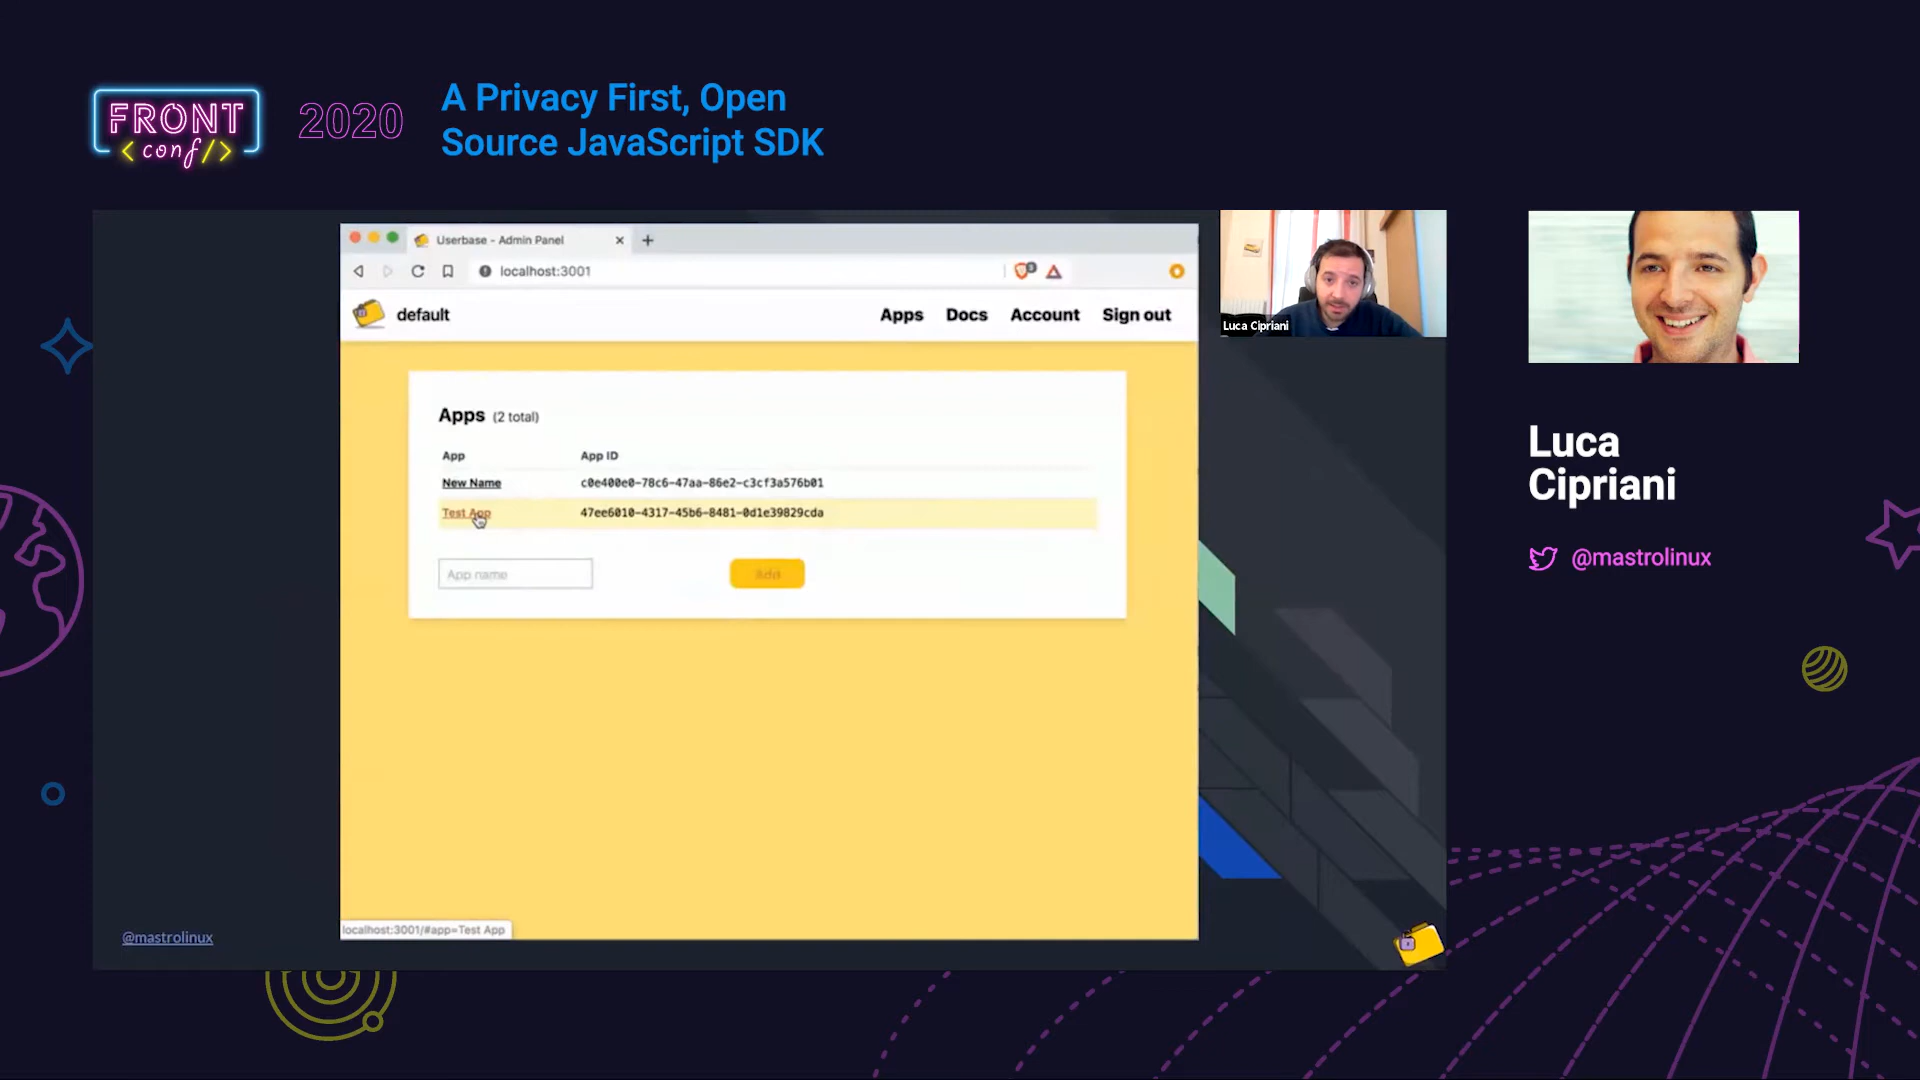 FRONT
<conf/>
2020
A Privacy First, Open
Source JavaScript SDK
Userbase - Admin Panel
localhost:3001
default
Apps Docs Account Sign out
Apps (2 total)
App App ID
New Name c0e400e0-78c6-47aa-86e2-c3cf3a576b01
Test App 47ee6010-4317-45b6-8481-0d1e39829cda
App name Add
localhost:3001/#app=Test App
@mastrolinux
Luca Cipriani
Luca
Cipriani
@mastrolinux